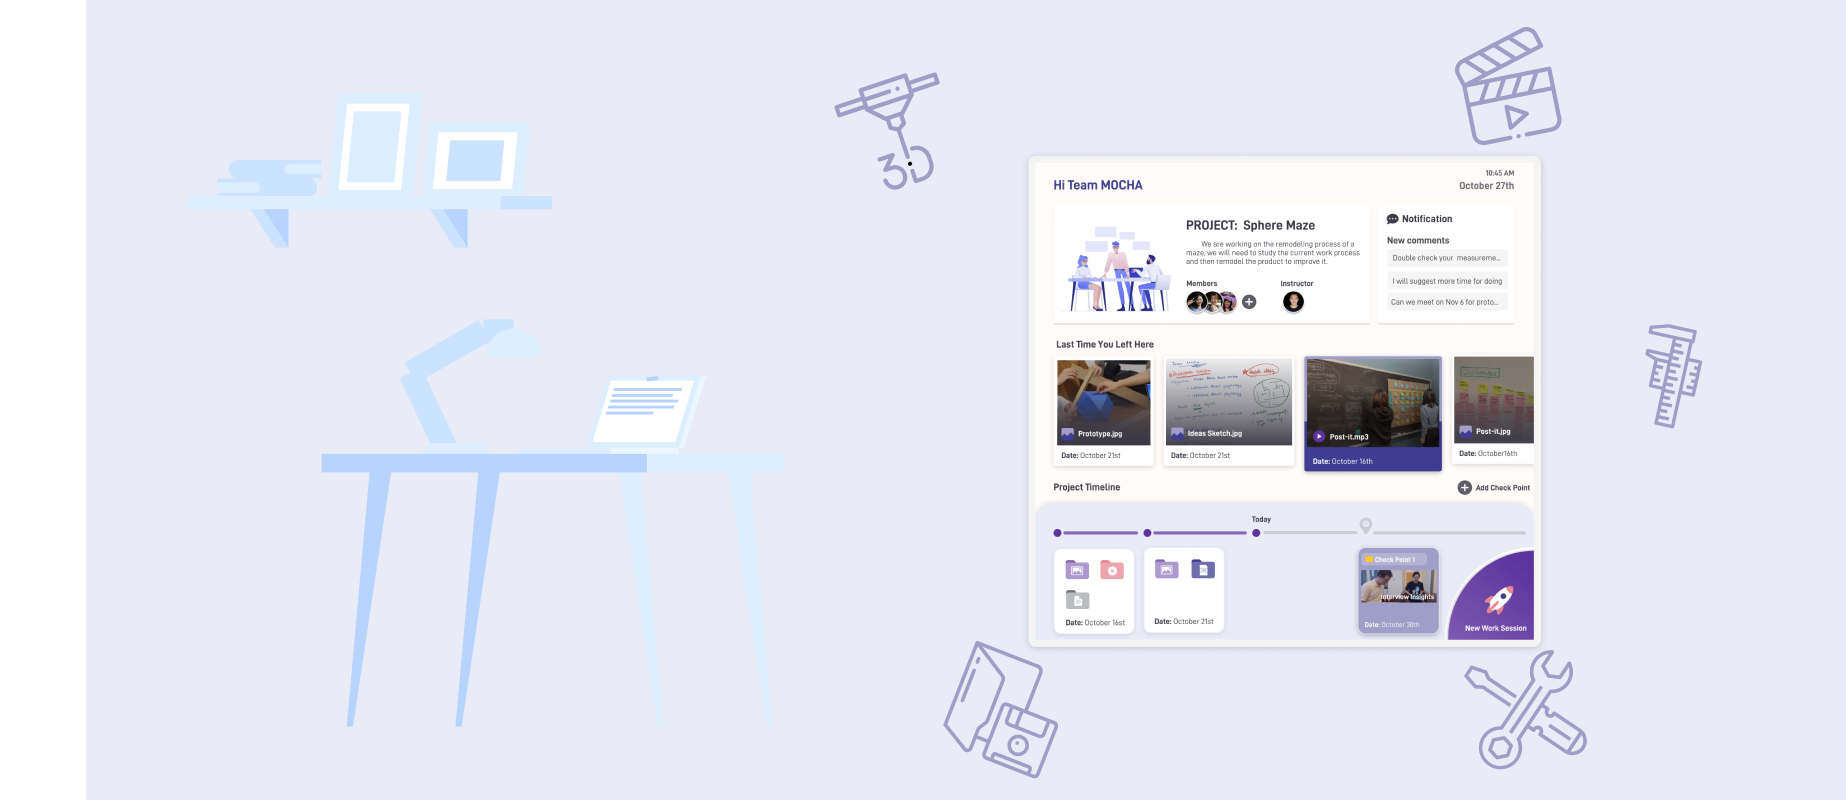 3D
10:45 AM
Hi Team MOCHA
October 27th
PROJECT: Sphere Maze
We are working on the remodeling process of a
maze, we will need to study the current work process
and then remodel the product to improve it.
Members
Instructor
Notification
New comments
Double check your measureme...
I will suggest more time for doing
Can we meet on Nov 6 for proto...
Last Time You Left Here
Prototype.jpg
Date: October 21st
Ideas Sketch.jpg
Date: October 21st
Post-it.mp3
Date: October 16th
Post-it.jpg
Date: October16th
Project Timeline
Add Check Point
Today
Date: October 16st
Date: October 21st
Check Point 1
Interview Insights
Date: October 30th
New Work Session